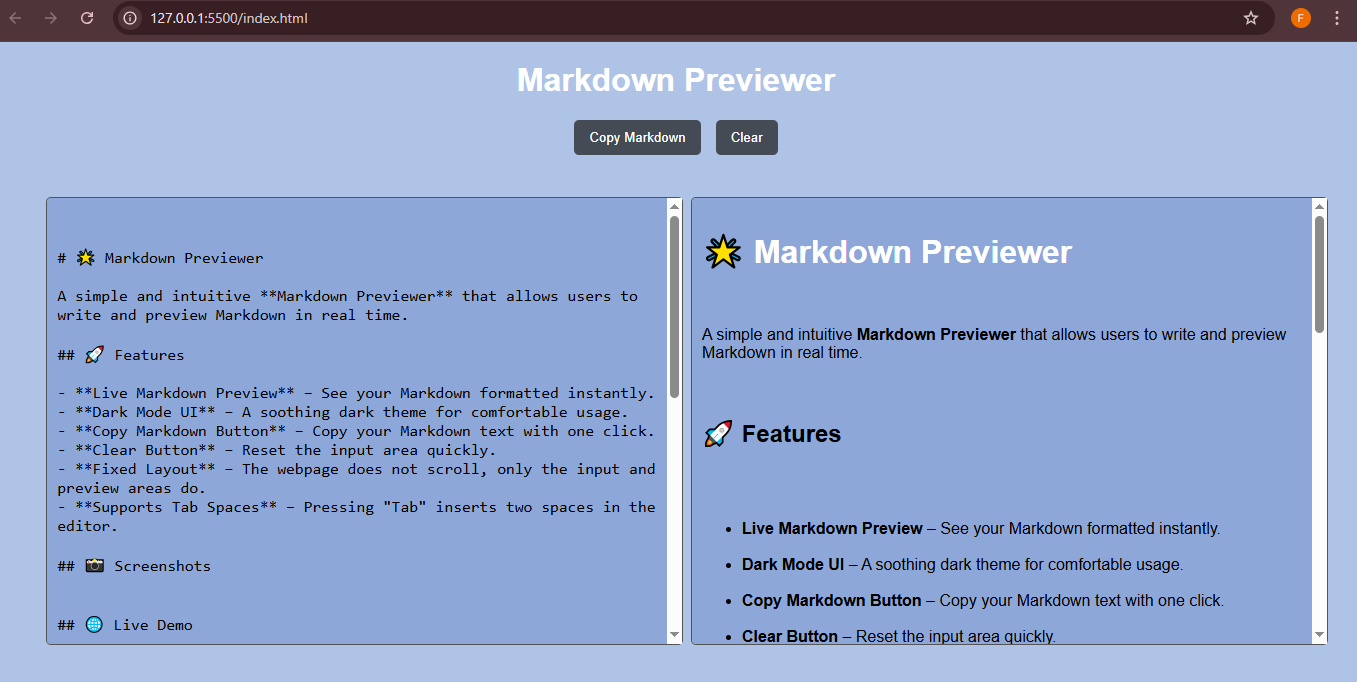 127.0.0.1:5500/index.html
F
Markdown Previewer
Copy Markdown
Clear
# 🌟 Markdown Previewer
A simple and intuitive **Markdown Previewer** that allows users to
write and preview Markdown in real time.
## 🚀 Features
- **Live Markdown Preview** – See your Markdown formatted instantly.
- **Dark Mode UI** – A soothing dark theme for comfortable usage.
- **Copy Markdown Button** – Copy your Markdown text with one click.
- **Clear Button** – Reset the input area quickly.
- **Fixed Layout** – The webpage does not scroll, only the input and
preview areas do.
- **Supports Tab Spaces** – Pressing "Tab" inserts two spaces in the
editor.
## 📸 Screenshots
## 🌐 Live Demo
🌟 Markdown Previewer
A simple and intuitive Markdown Previewer that allows users to write and preview
Markdown in real time.
🚀 Features
• Live Markdown Preview – See your Markdown formatted instantly.
• Dark Mode UI – A soothing dark theme for comfortable usage.
• Copy Markdown Button – Copy your Markdown text with one click.
• Clear Button – Reset the input area quickly.